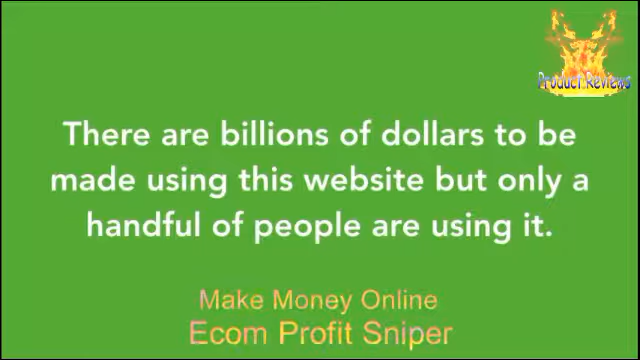 Product Reviews
There are billions of dollars to be
made using this website but only a
handful of people are using it.
Make Money Online
Ecom Profit Sniper